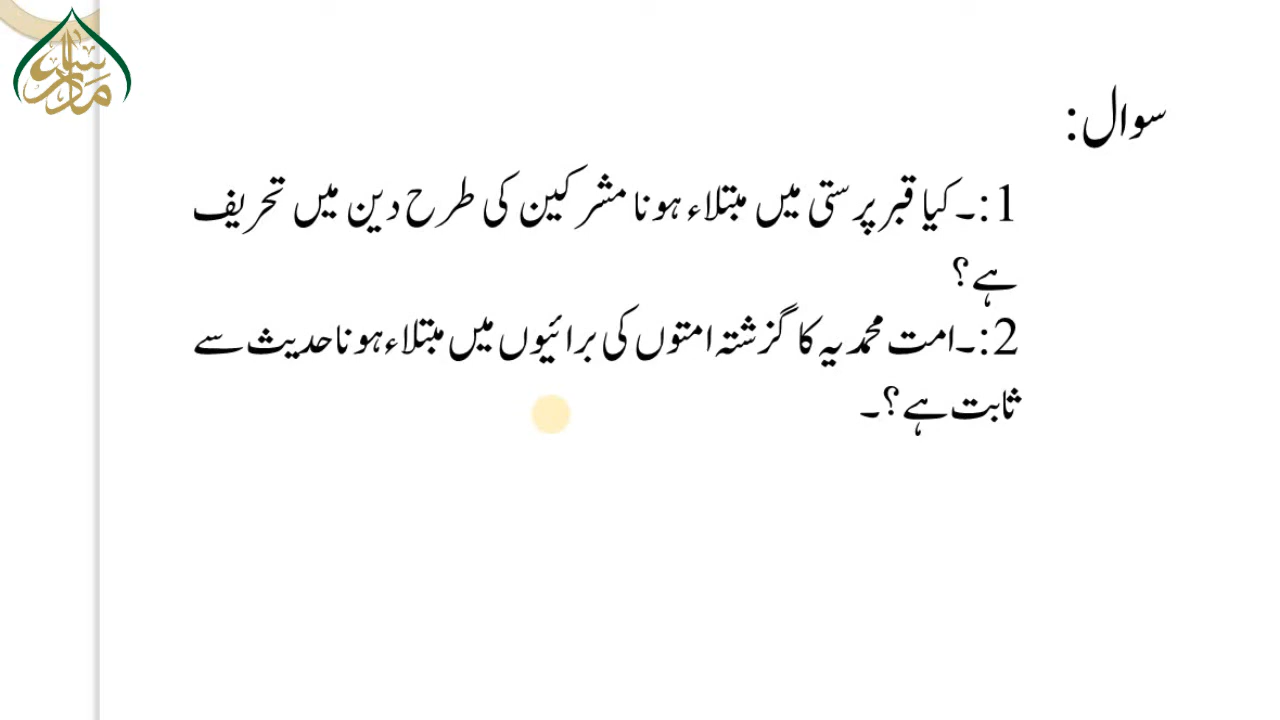 مدرسہ
سوال:
1:۔کیا قبر پرستی میں مبتلاء ہونا مشرکین کی طرح دین میں تحریف
ہے؟
2:۔امت محمدیہ کا گزشتہ امتوں کی برائیوں میں مبتلاء ہونا حدیث سے
ثابت ہے؟۔